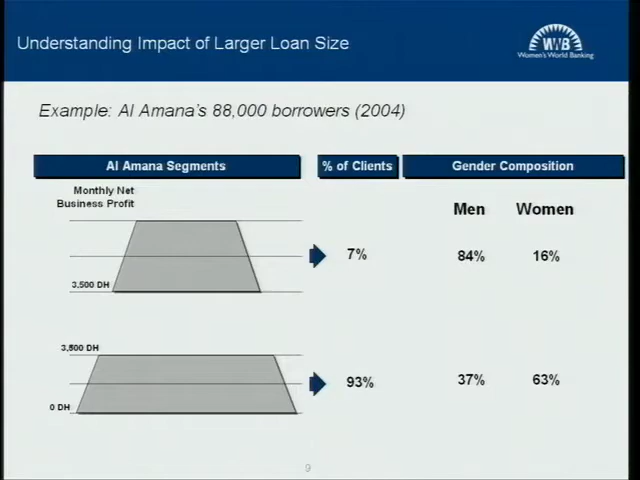 Understanding Impact of Larger Loan Size
WWB
Women's World Banking
Example: Al Amana's 88,000 borrowers (2004)
Al Amana Segments
% of Clients
Gender Composition
Monthly Net
Business Profit
Men Women
7%
84% 16%
3,500 DH
3,500 DH
93%
37% 63%
0 DH
9